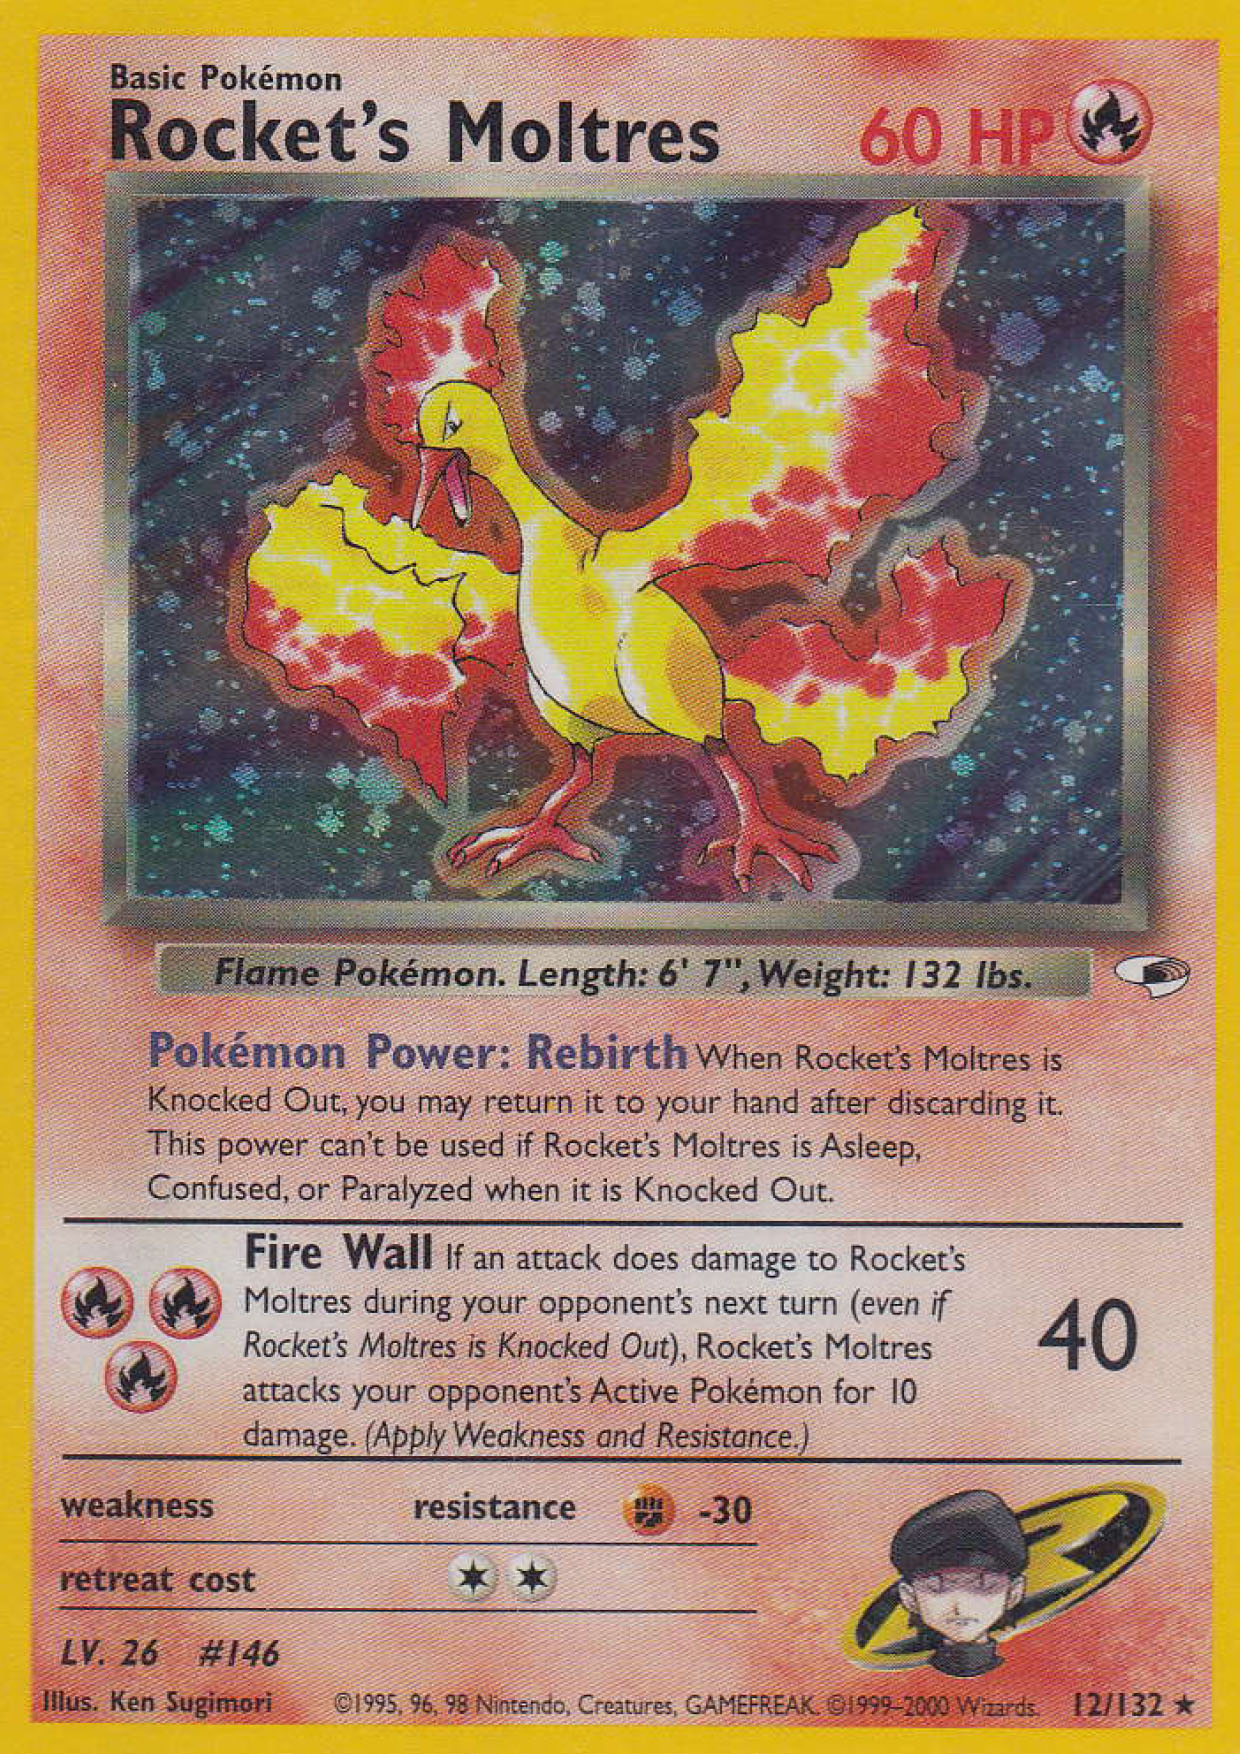 Basic Pokémon
Rocket's Moltres 60 HP
Flame Pokémon. Length: 6' 7", Weight: 132 lbs.
Pokémon Power: Rebirth When Rocket's Moltres is
Knocked Out, you may return it to your hand after discarding it.
This power can't be used if Rocket's Moltres is Asleep,
Confused, or Paralyzed when it is Knocked Out.
Fire Wall If an attack does damage to Rocket's
Moltres during your opponent's next turn (even if
Rocket's Moltres is Knocked Out), Rocket's Moltres
attacks your opponent's Active Pokémon for 10
damage. (Apply Weakness and Resistance.)
40
weakness resistance -30
retreat cost
LV. 26 #146
Illus. Ken Sugimori ©1995, 96, 98 Nintendo, Creatures, GAMEFREAK. ©1999–2000 Wizards. 12/132 ★